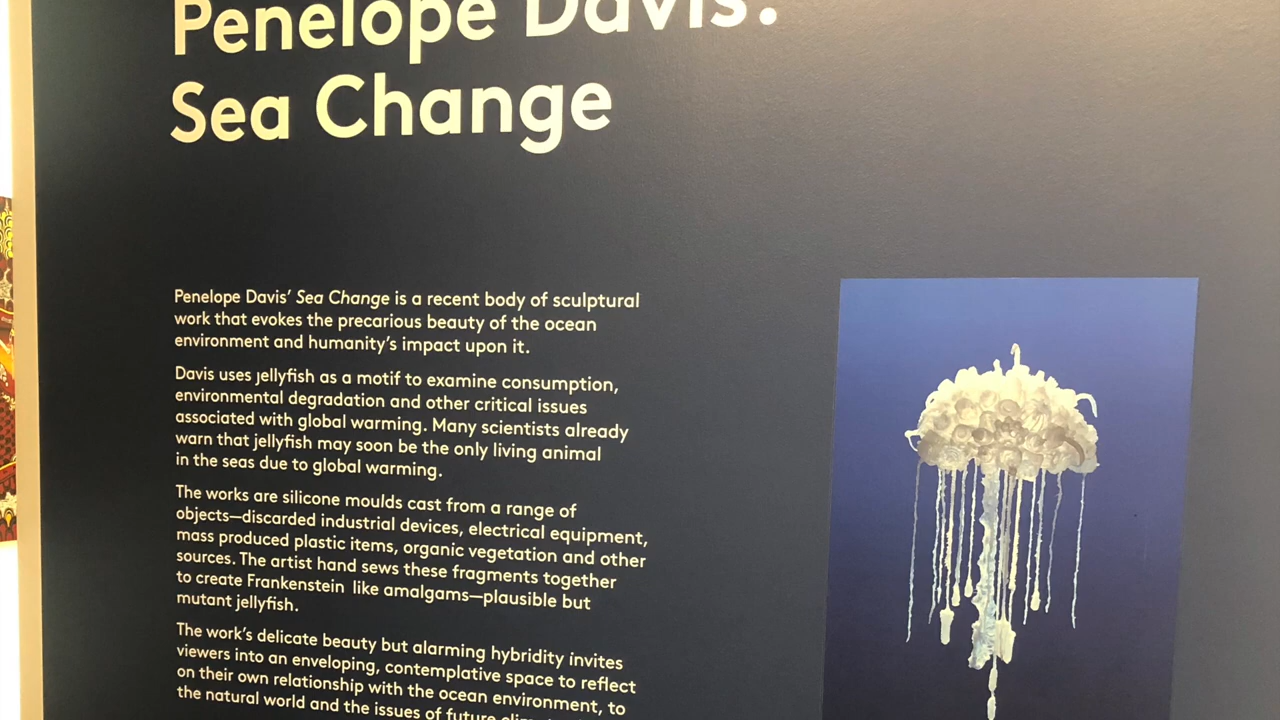 Penelope Davis:
Sea Change
Penelope Davis’ Sea Change is a recent body of sculptural
work that evokes the precarious beauty of the ocean
environment and humanity’s impact upon it.
Davis uses jellyfish as a motif to examine consumption,
environmental degradation and other critical issues
associated with global warming. Many scientists already
warn that jellyfish may soon be the only living animal
in the seas due to global warming.
The works are silicone moulds cast from a range of
objects—discarded industrial devices, electrical equipment,
mass produced plastic items, organic vegetation and other
sources. The artist hand sews these fragments together
to create Frankenstein like amalgams—plausible but
mutant jellyfish.
The work’s delicate beauty but alarming hybridity invites
viewers into an enveloping, contemplative space to reflect
on their own relationship with the ocean environment, to
the natural world and the issues of future